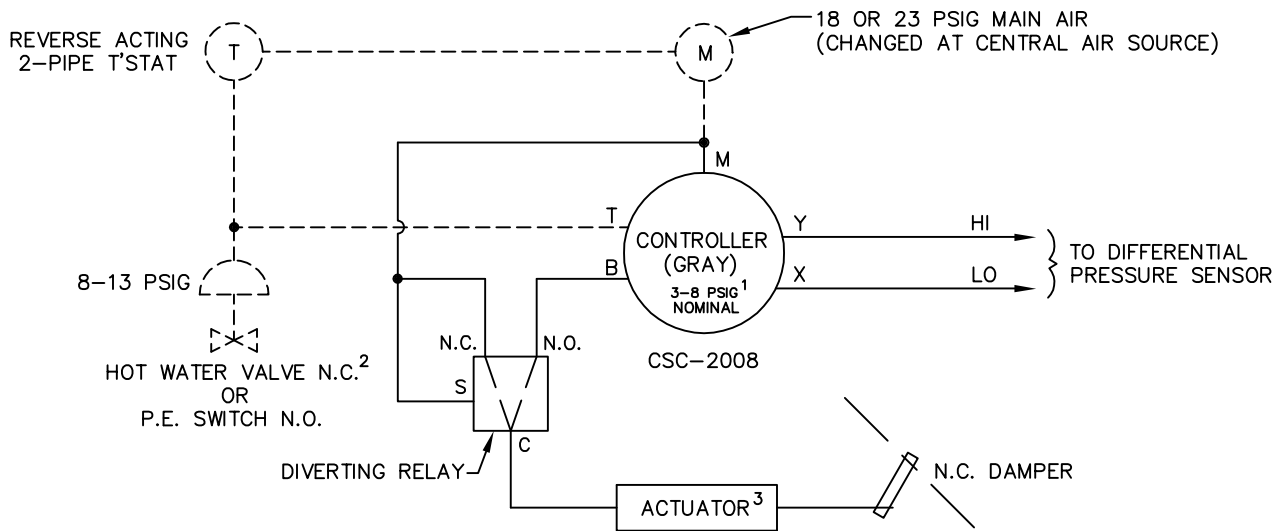 REVERSE ACTING
2-PIPE T'STAT
T
M
18 OR 23 PSIG MAIN AIR
(CHANGED AT CENTRAL AIR SOURCE)
M
T
B
CONTROLLER
(GRAY)
3-8 PSIG¹
NOMINAL
Y
X
HI
LO
TO DIFFERENTIAL
PRESSURE SENSOR
CSC-2008
8-13 PSIG
HOT WATER VALVE N.C.²
OR
P.E. SWITCH N.O.
N.C.
N.O.
S
C
DIVERTING RELAY
ACTUATOR³
N.C. DAMPER